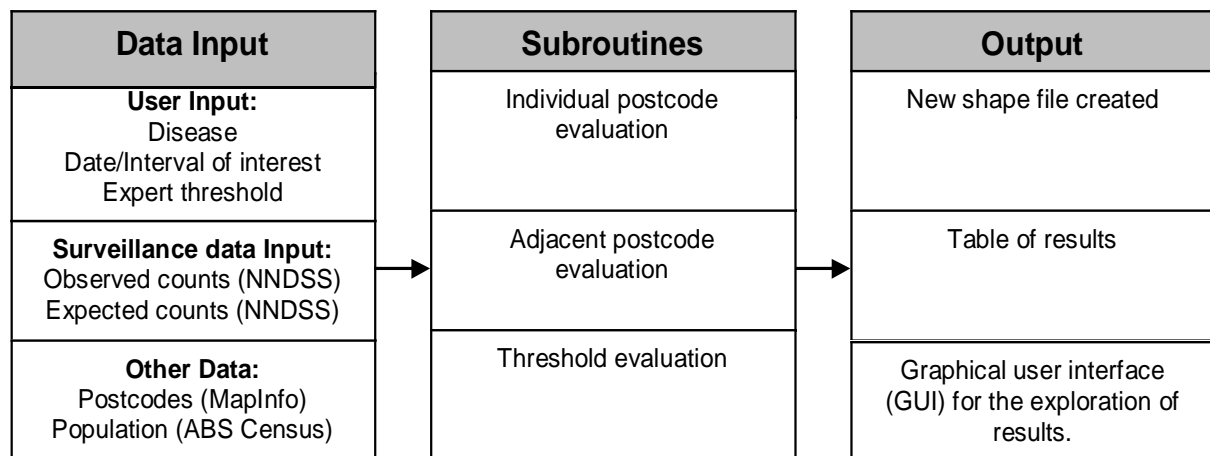 Data Input
User Input:
Disease
Date/Interval of interest
Expert threshold
Surveillance data Input:
Observed counts (NNDSS)
Expected counts (NNDSS)
Other Data:
Postcodes (MapInfo)
Population (ABS Census)
Subroutines
Individual postcode
evaluation
Adjacent postcode
evaluation
Threshold evaluation
Output
New shape file created
Table of results
Graphical user interface
(GUI) for the exploration of
results.